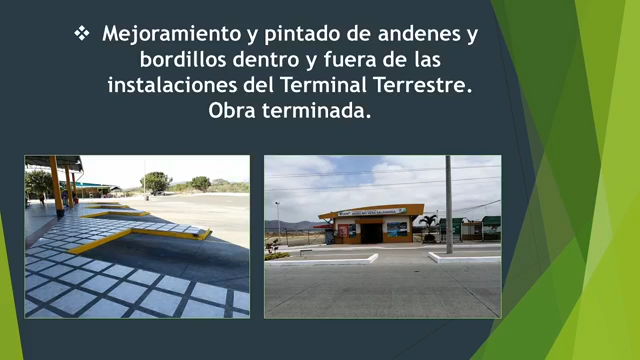 ❖ Mejoramiento y pintado de andenes y
bordillos dentro y fuera de las
instalaciones del Terminal Terrestre.
Obra terminada.